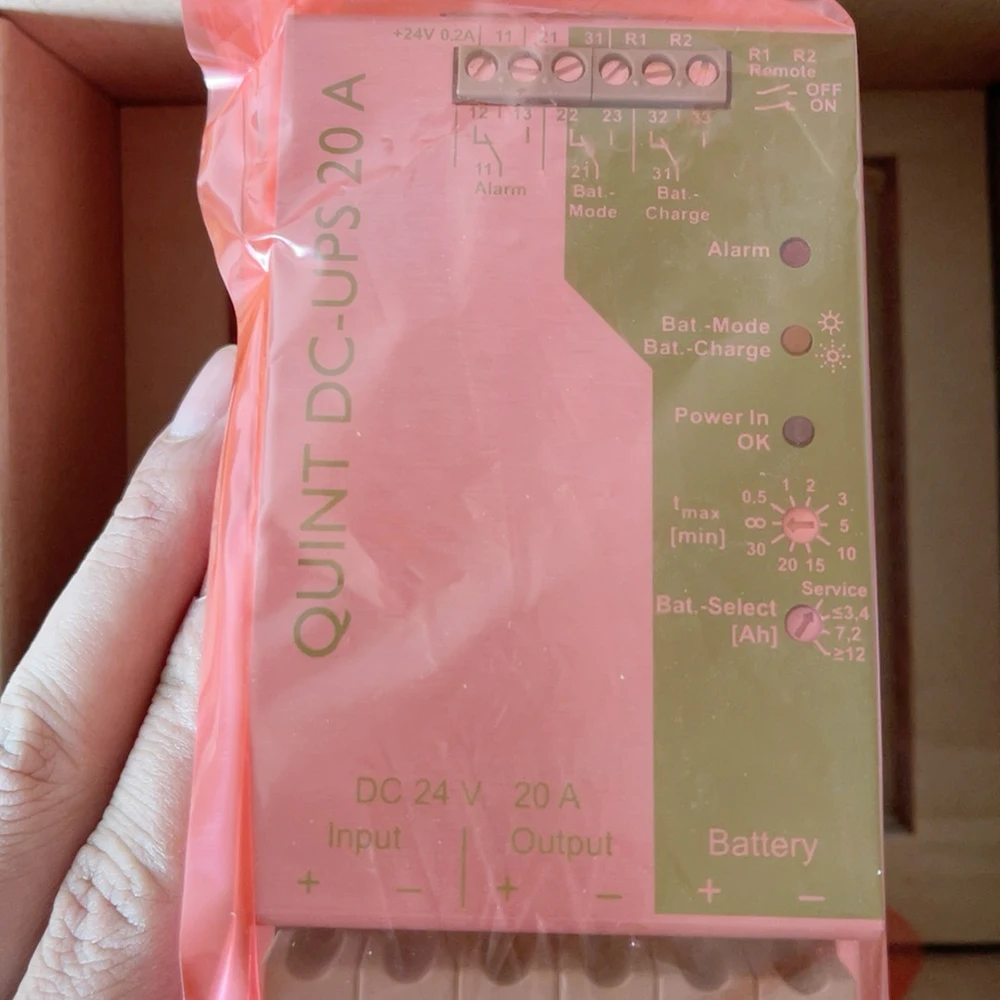 +24V 0.2A 11 21 31 R1 R2
12 13 22 23 32 33
11 21 31
Alarm Bat.- Bat.-
Mode Charge
R1 R2
Remote
OFF
ON
QUINT DC-UPS 20 A
Alarm
Bat.-Mode
Bat.-Charge
Power In
OK
tmax
[min]
0,5 1 2 3
∞ 5
30 20 15 10
Service
Bat.-Select ≤3,4
[Ah] 7,2
≥12
DC 24 V 20 A
Input Output Battery
+ − + − + −